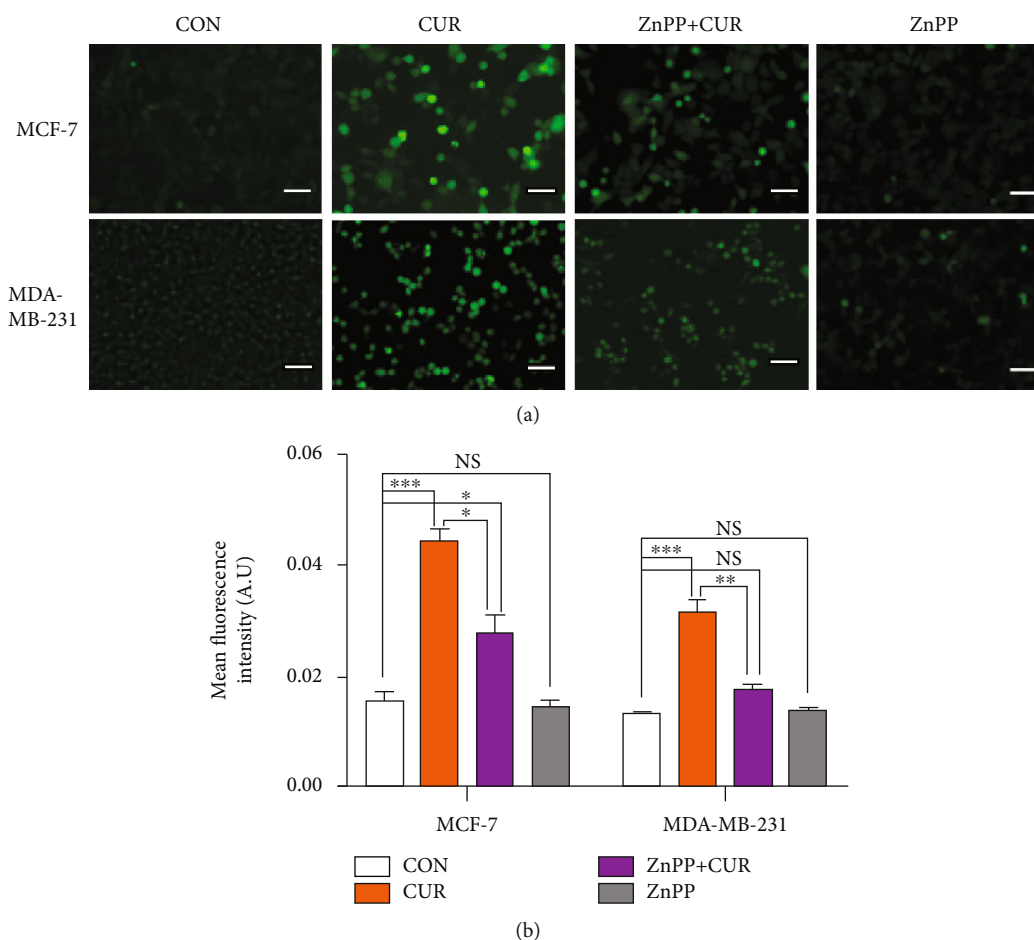 CON CUR ZnPP+CUR ZnPP
MCF-7
MDA-
MB-231
(a)
Mean fluorescence
intensity (A.U)
0.06
0.04
0.02
0.00
NS
***
*
*
NS
***
NS
**
MCF-7 MDA-MB-231
CON ZnPP+CUR
CUR ZnPP
(b)